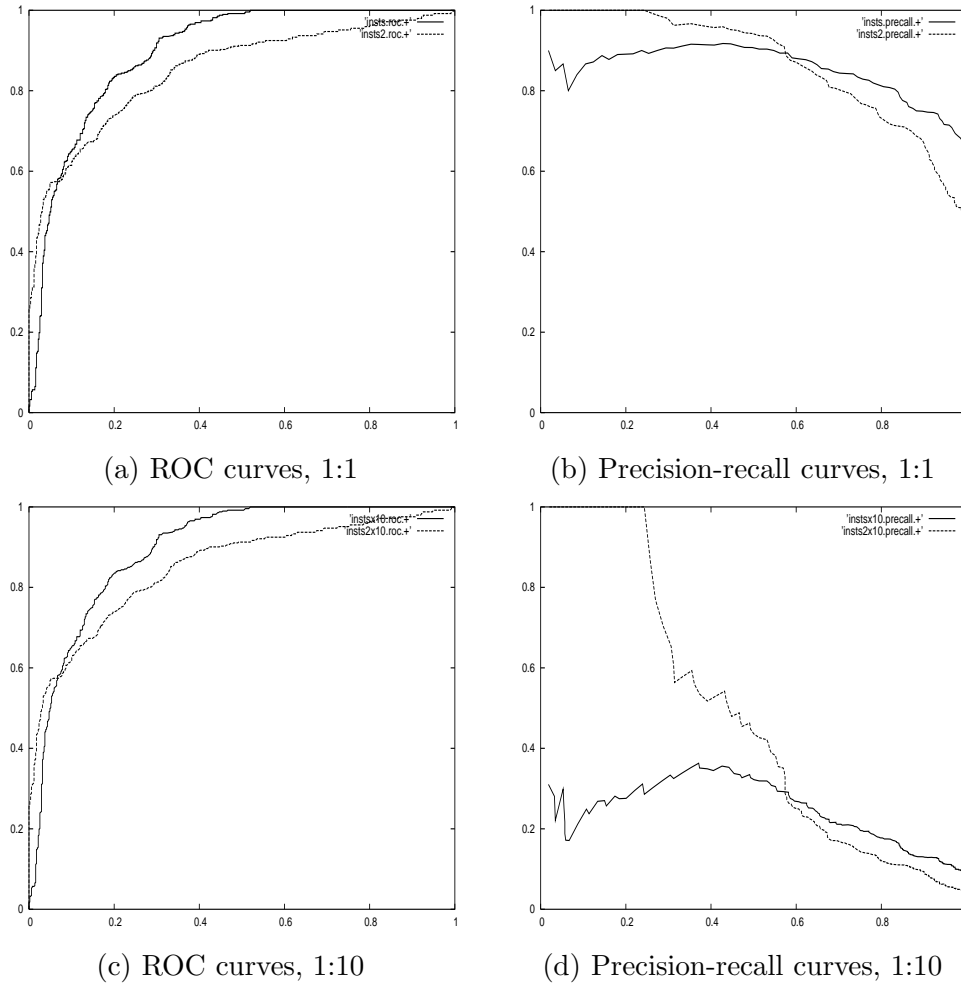 1
0.8
0.6
0.4
0.2
0
0 0.2 0.4 0.6 0.8 1
'insts.roc.+'
'insts2.roc.+'
(a) ROC curves, 1:1
1
0.8
0.6
0.4
0.2
0
0 0.2 0.4 0.6 0.8
'insts.precall.+'
'insts2.precall.+'
(b) Precision-recall curves, 1:1
1
0.8
0.6
0.4
0.2
0
0 0.2 0.4 0.6 0.8 1
'instsx10.roc.+'
'insts2x10.roc.+'
(c) ROC curves, 1:10
1
0.8
0.6
0.4
0.2
0
0 0.2 0.4 0.6 0.8
'instsx10.precall.+'
'insts2x10.precall.+'
(d) Precision-recall curves, 1:10